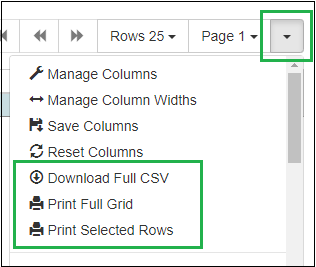 Rows 25 Page 1
Manage Columns
Manage Column Widths
Save Columns
Reset Columns
Download Full CSV
Print Full Grid
Print Selected Rows